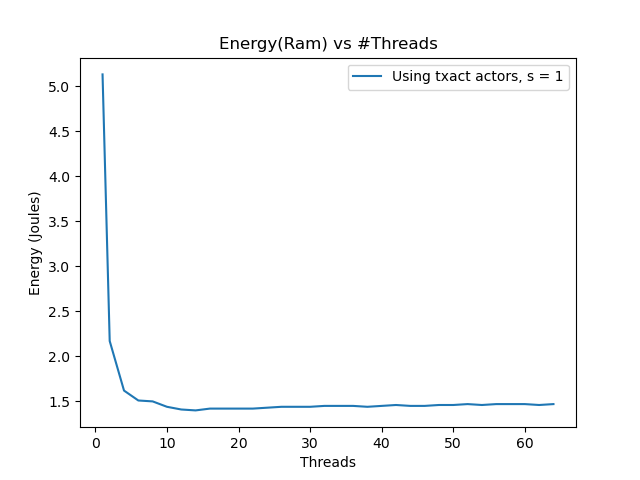 Energy(Ram) vs #Threads
Using txact actors, s = 1
Energy (Joules)
5.0
4.5
4.0
3.5
3.0
2.5
2.0
1.5
0 10 20 30 40 50 60
Threads